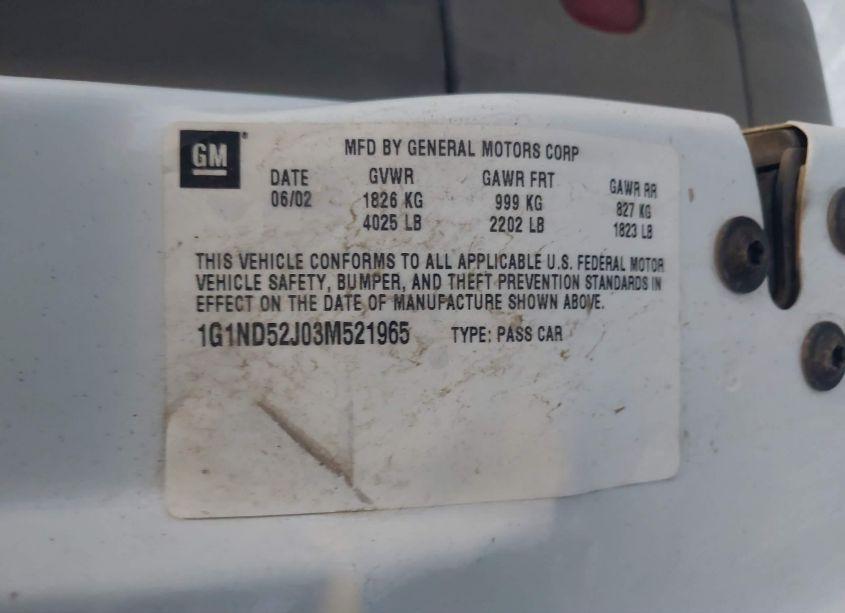 GM®
MFD BY GENERAL MOTORS CORP
DATE GVWR GAWR FRT GAWR RR
06/02 1826 KG 999 KG 827 KG
4025 LB 2202 LB 1823 LB
THIS VEHICLE CONFORMS TO ALL APPLICABLE U.S. FEDERAL MOTOR
VEHICLE SAFETY, BUMPER, AND THEFT PREVENTION STANDARDS IN
EFFECT ON THE DATE OF MANUFACTURE SHOWN ABOVE.
1G1ND52J03M521965 TYPE: PASS CAR